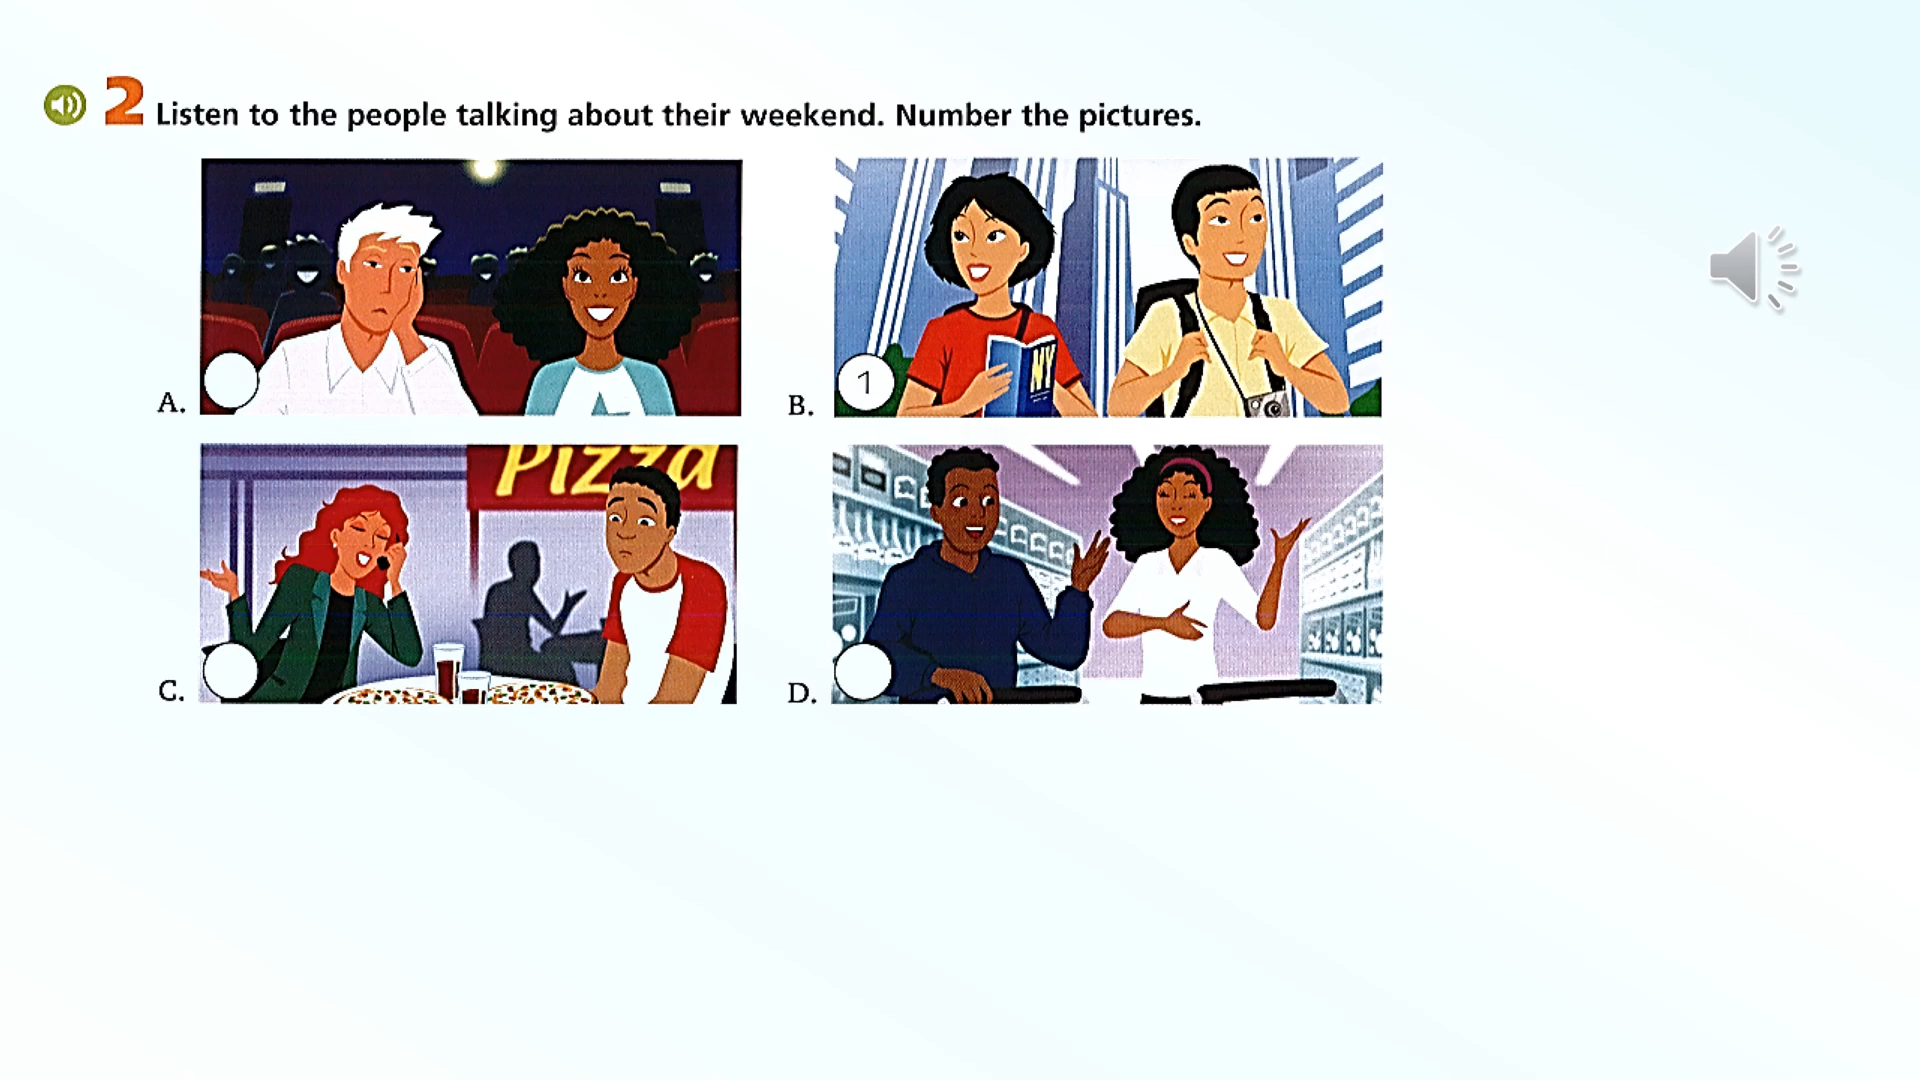 2 Listen to the people talking about their weekend. Number the pictures.
A.
B.
1
NY
Pizza
C.
D.